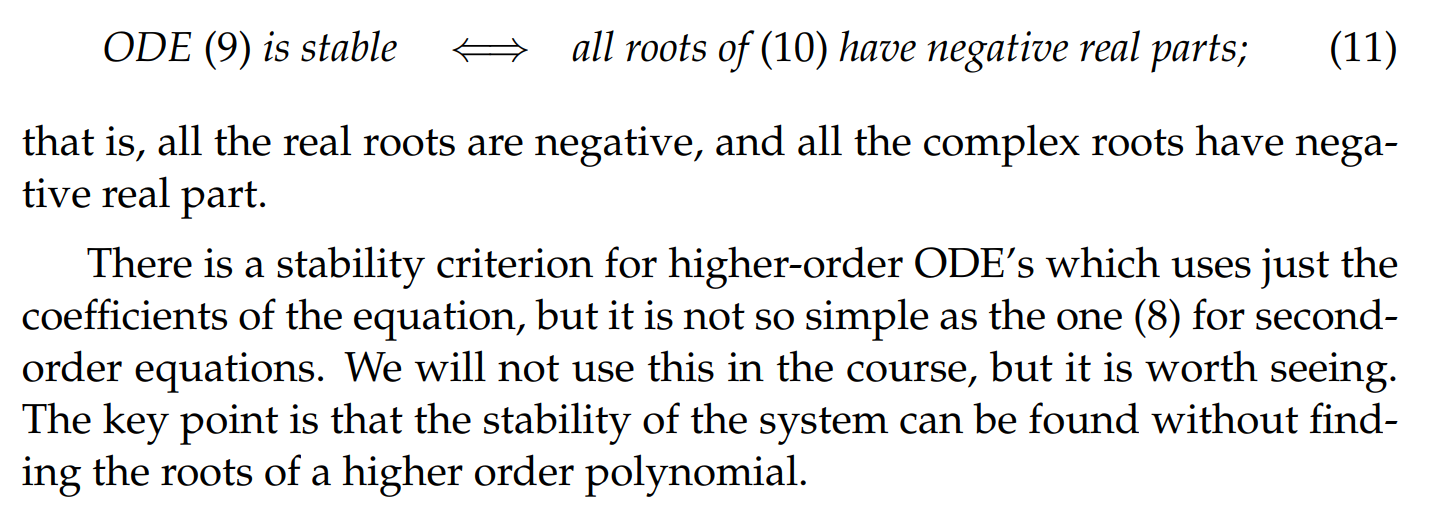 ODE (9) is stable ⟺ all roots of (10) have negative real parts; (11)
that is, all the real roots are negative, and all the complex roots have nega-
tive real part.
There is a stability criterion for higher-order ODE's which uses just the
coefficients of the equation, but it is not so simple as the one (8) for second-
order equations. We will not use this in the course, but it is worth seeing.
The key point is that the stability of the system can be found without find-
ing the roots of a higher order polynomial.